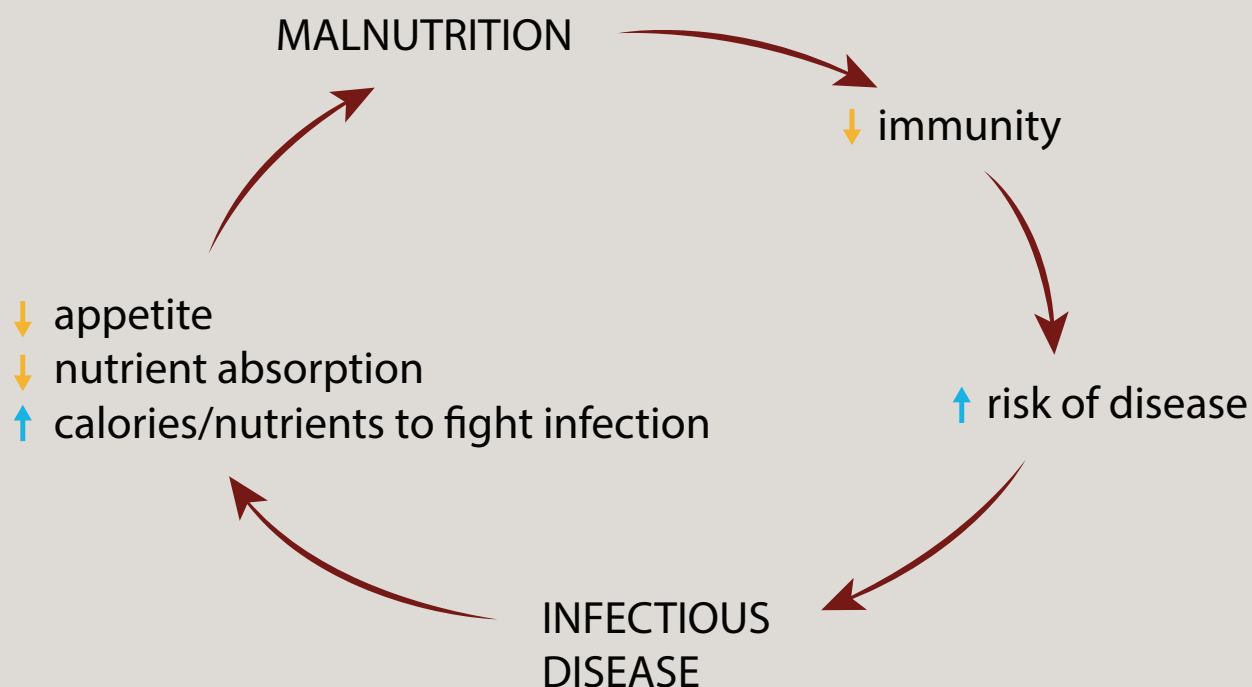 MALNUTRITION
↓ immunity
↑ risk of disease
INFECTIOUS
DISEASE
↓ appetite
↓ nutrient absorption
↑ calories/nutrients to fight infection